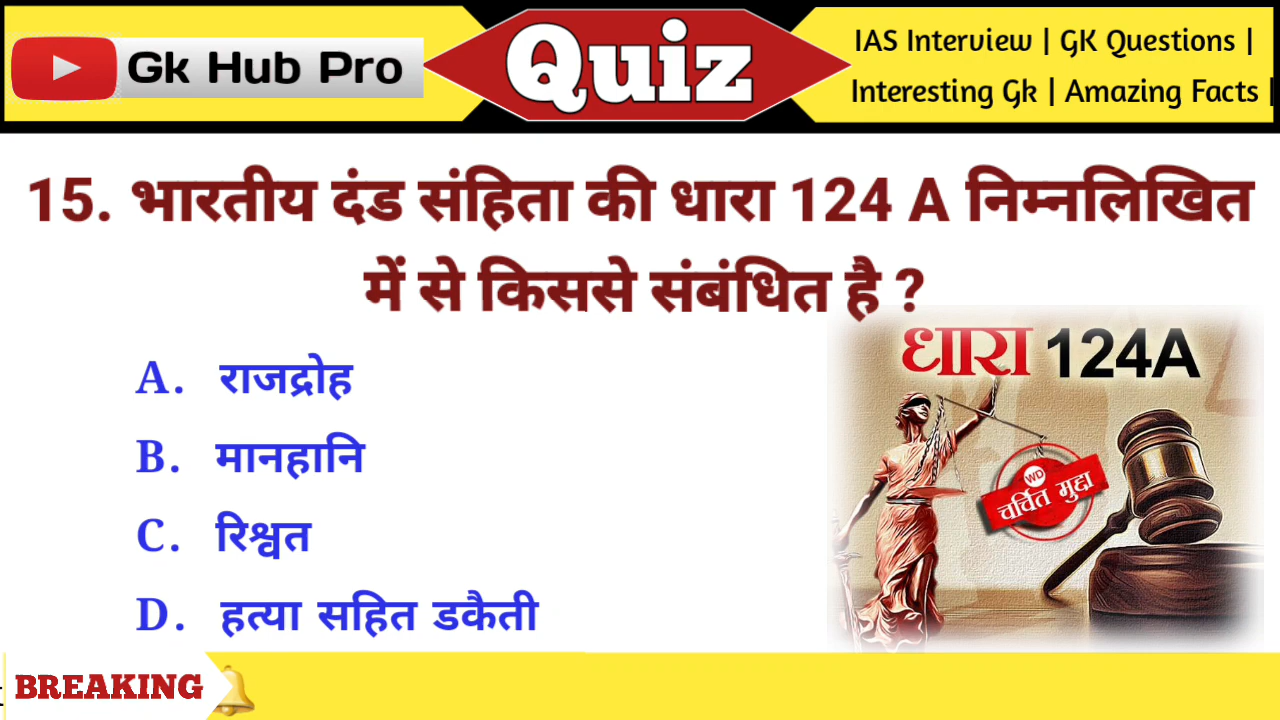 Gk Hub Pro
Quiz
IAS Interview | GK Questions |
Interesting Gk | Amazing Facts |
15. भारतीय दंड संहिता की धारा 124 A निम्नलिखित
में से किससे संबंधित है ?
A. राजद्रोह
B. मानहानि
C. रिश्वत
D. हत्या सहित डकैती
धारा 124A
WD
चर्चित मुद्दा
BREAKING